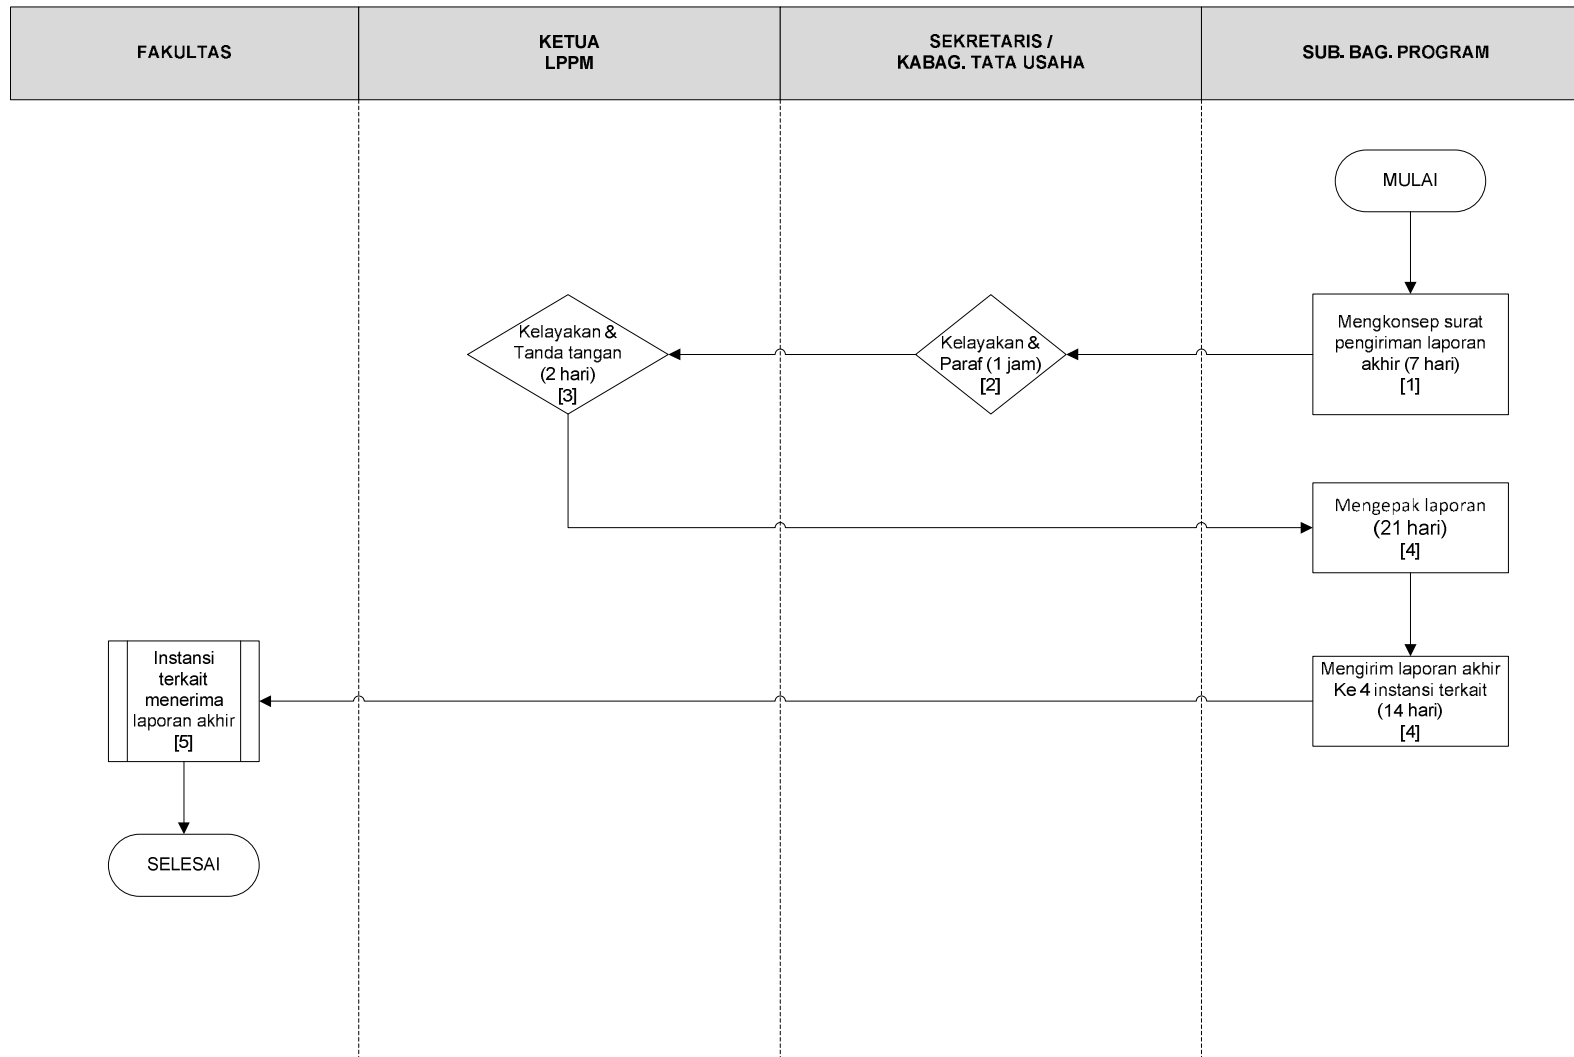 FAKULTAS
KETUA
LPPM
SEKRETARIS /
KABAG. TATA USAHA
SUB. BAG. PROGRAM
MULAI
Mengkonsep surat
pengiriman laporan
akhir (7 hari)
[1]
Kelayakan &
Paraf (1 jam)
[2]
Kelayakan &
Tanda tangan
(2 hari)
[3]
Mengepak laporan
(21 hari)
[4]
Mengirim laporan akhir
Ke 4 instansi terkait
(14 hari)
[4]
Instansi
terkait
menerima
laporan akhir
[5]
SELESAI